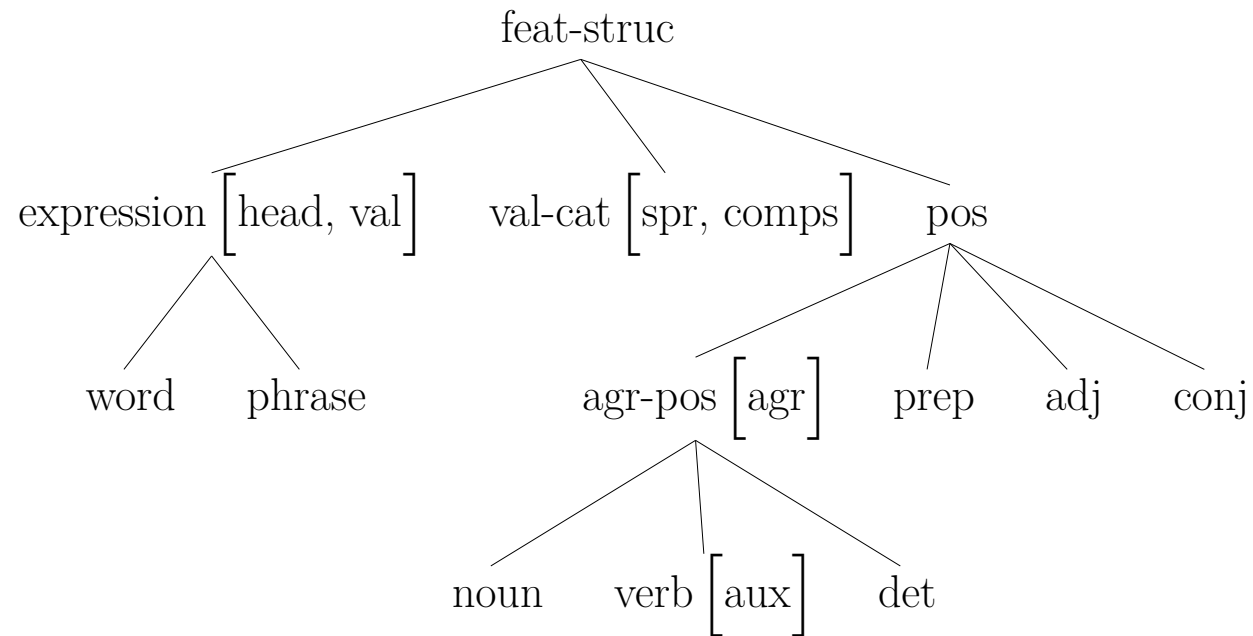 feat-struc
expression [head, val] val-cat [spr, comps] pos
word phrase agr-pos [agr] prep adj conj
noun verb [aux] det